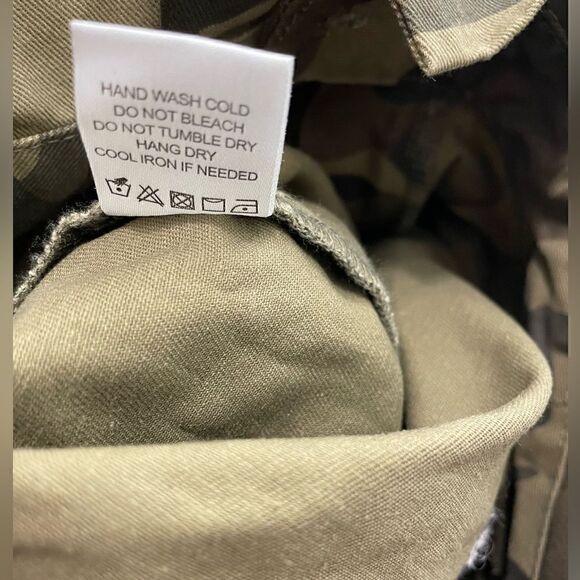 HAND WASH COLD
DO NOT BLEACH
DO NOT TUMBLE DRY
HANG DRY
COOL IRON IF NEEDED